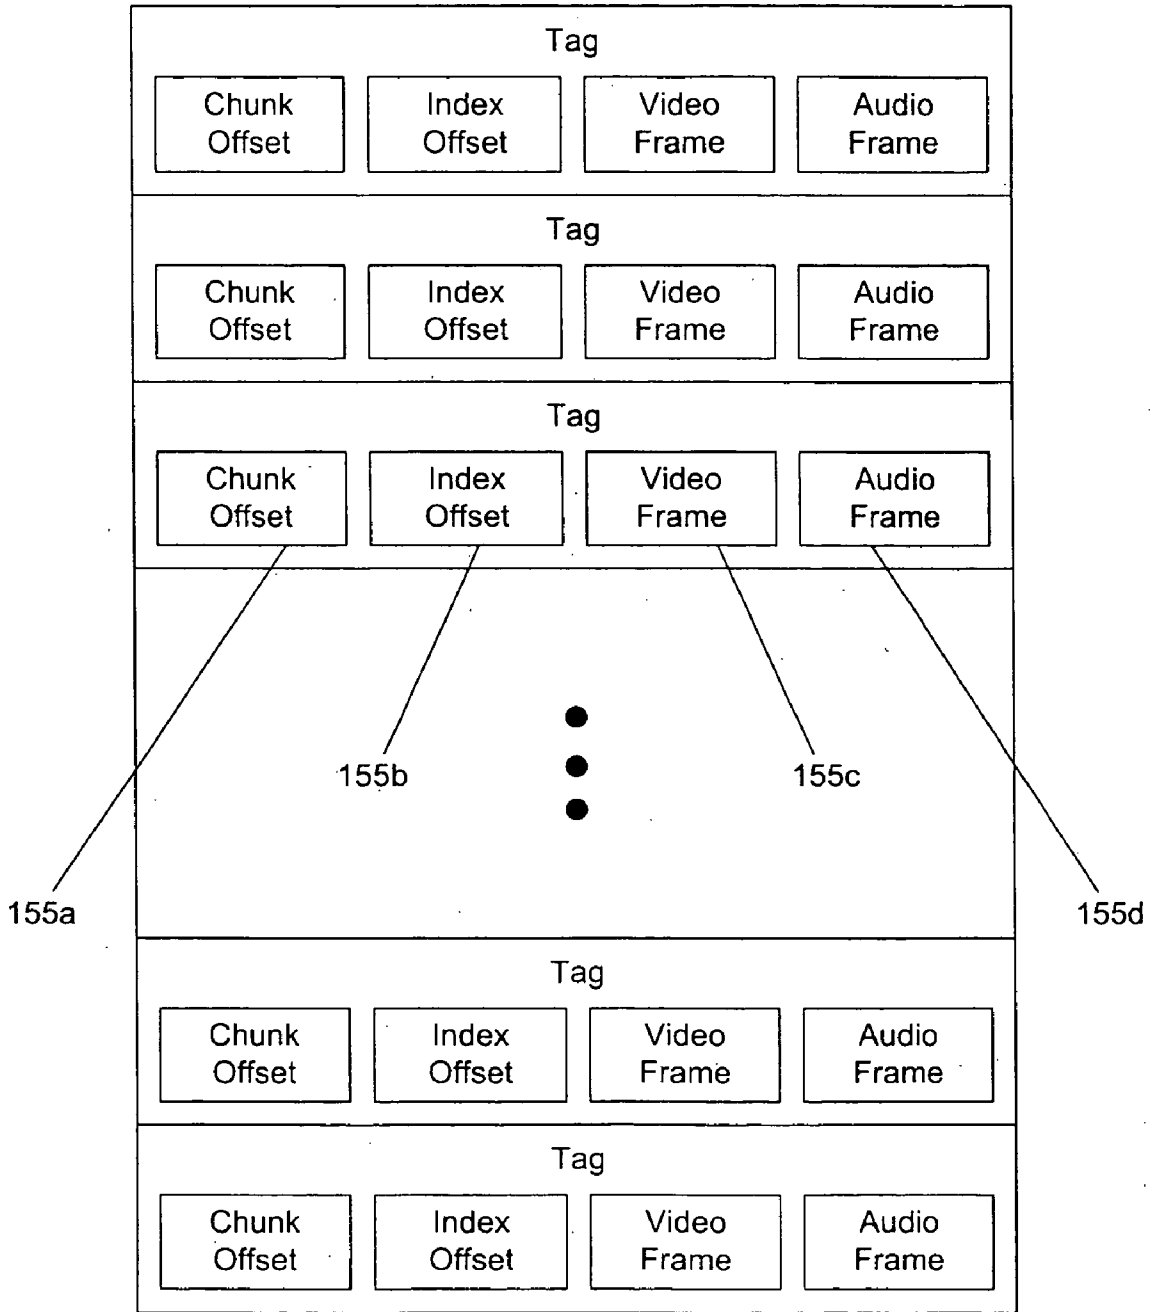 Tag
Chunk Offset
Index Offset
Video Frame
Audio Frame
Tag
Chunk Offset
Index Offset
Video Frame
Audio Frame
Tag
Chunk Offset
Index Offset
Video Frame
Audio Frame
155b
155c
155a
155d
Tag
Chunk Offset
Index Offset
Video Frame
Audio Frame
Tag
Chunk Offset
Index Offset
Video Frame
Audio Frame